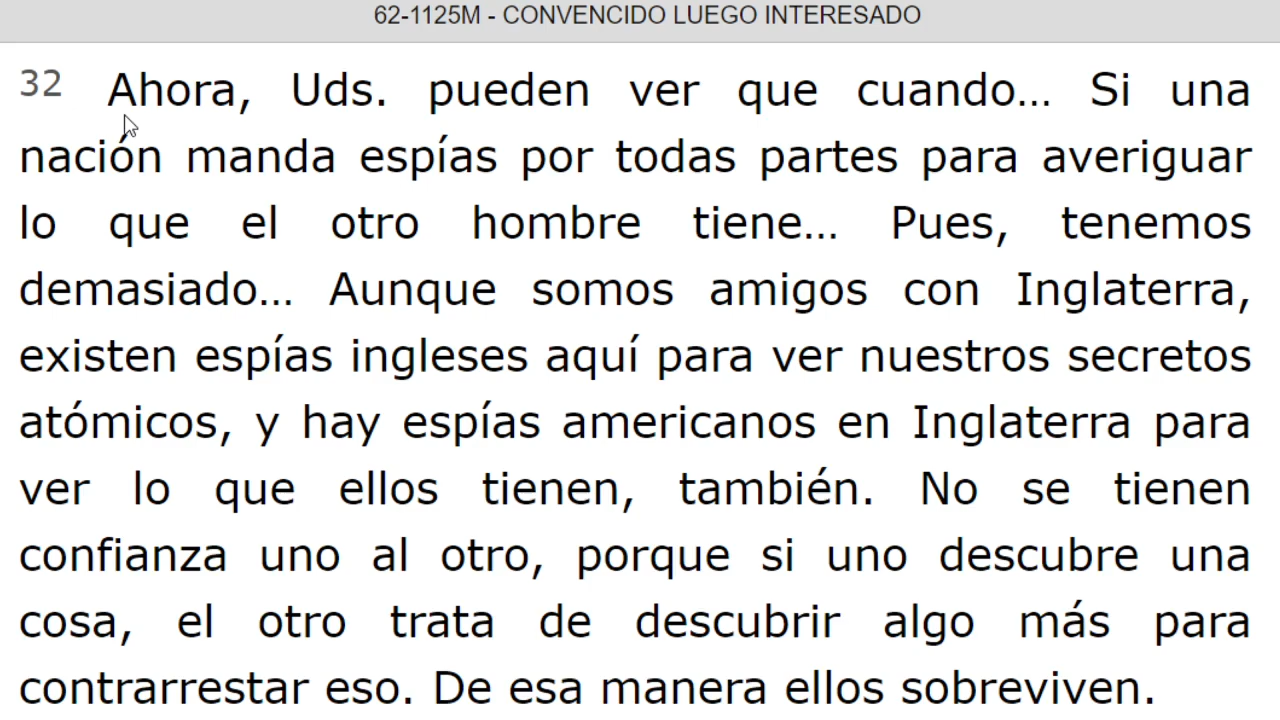 62-1125M - CONVENCIDO LUEGO INTERESADO
32 Ahora, Uds. pueden ver que cuando... Si una
nación manda espías por todas partes para averiguar
lo que el otro hombre tiene... Pues, tenemos
demasiado... Aunque somos amigos con Inglaterra,
existen espías ingleses aquí para ver nuestros secretos
atómicos, y hay espías americanos en Inglaterra para
ver lo que ellos tienen, también. No se tienen
confianza uno al otro, porque si uno descubre una
cosa, el otro trata de descubrir algo más para
contrarrestar eso. De esa manera ellos sobreviven.